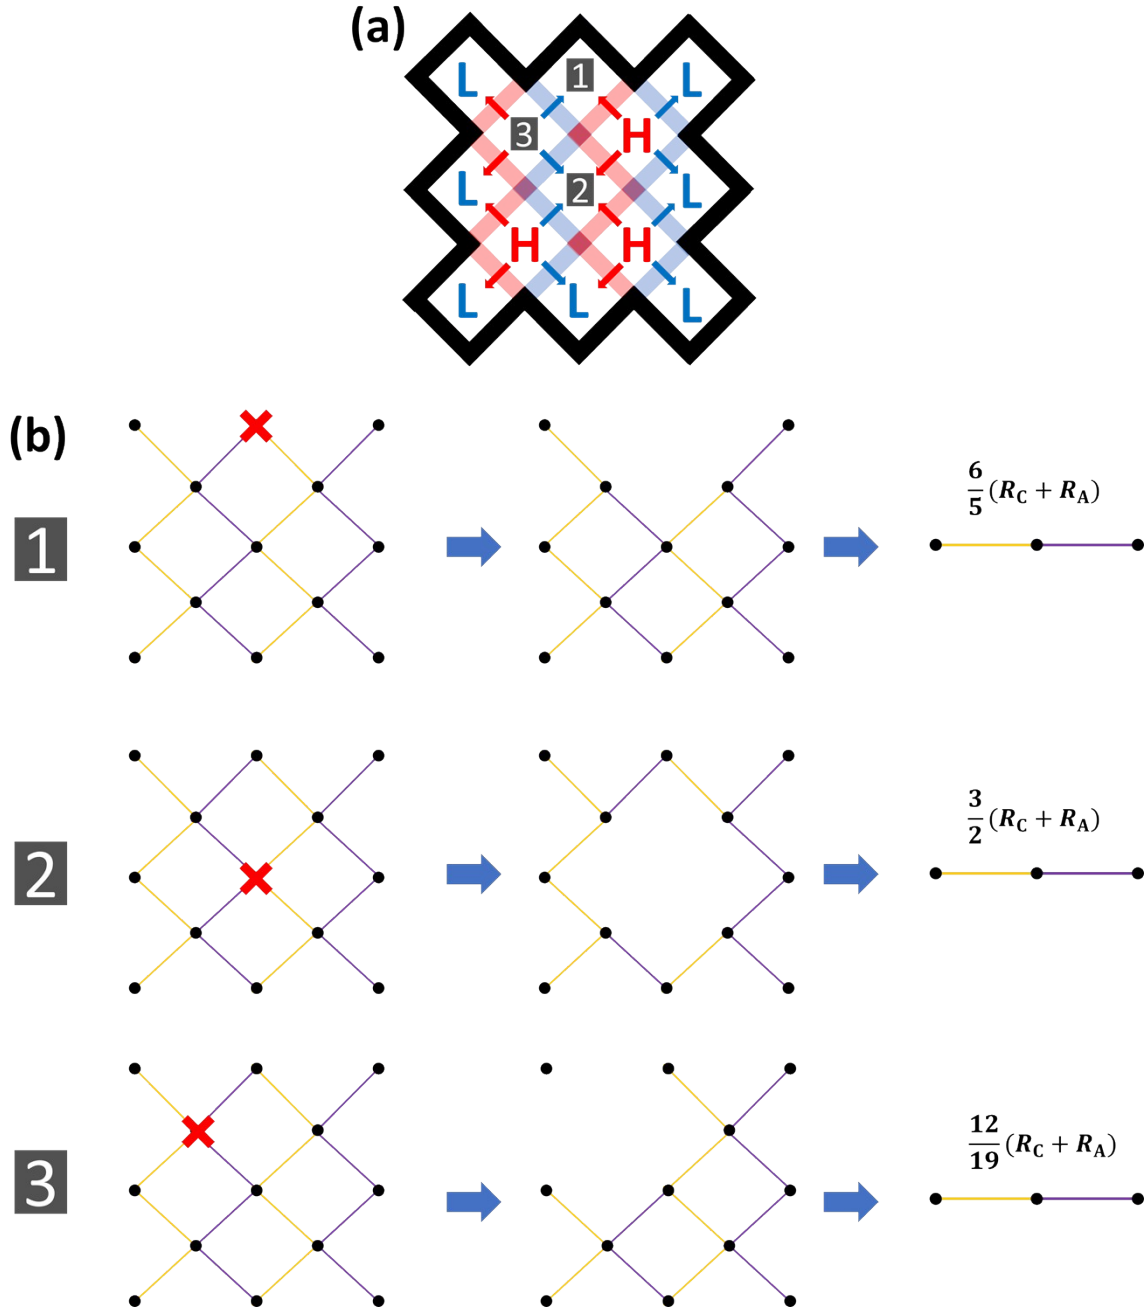 (a)
L 1 L
3 H
L 2 L
H H
L L L
(b)
1
6/5 (R_C + R_A)
2
3/2 (R_C + R_A)
3
12/19 (R_C + R_A)